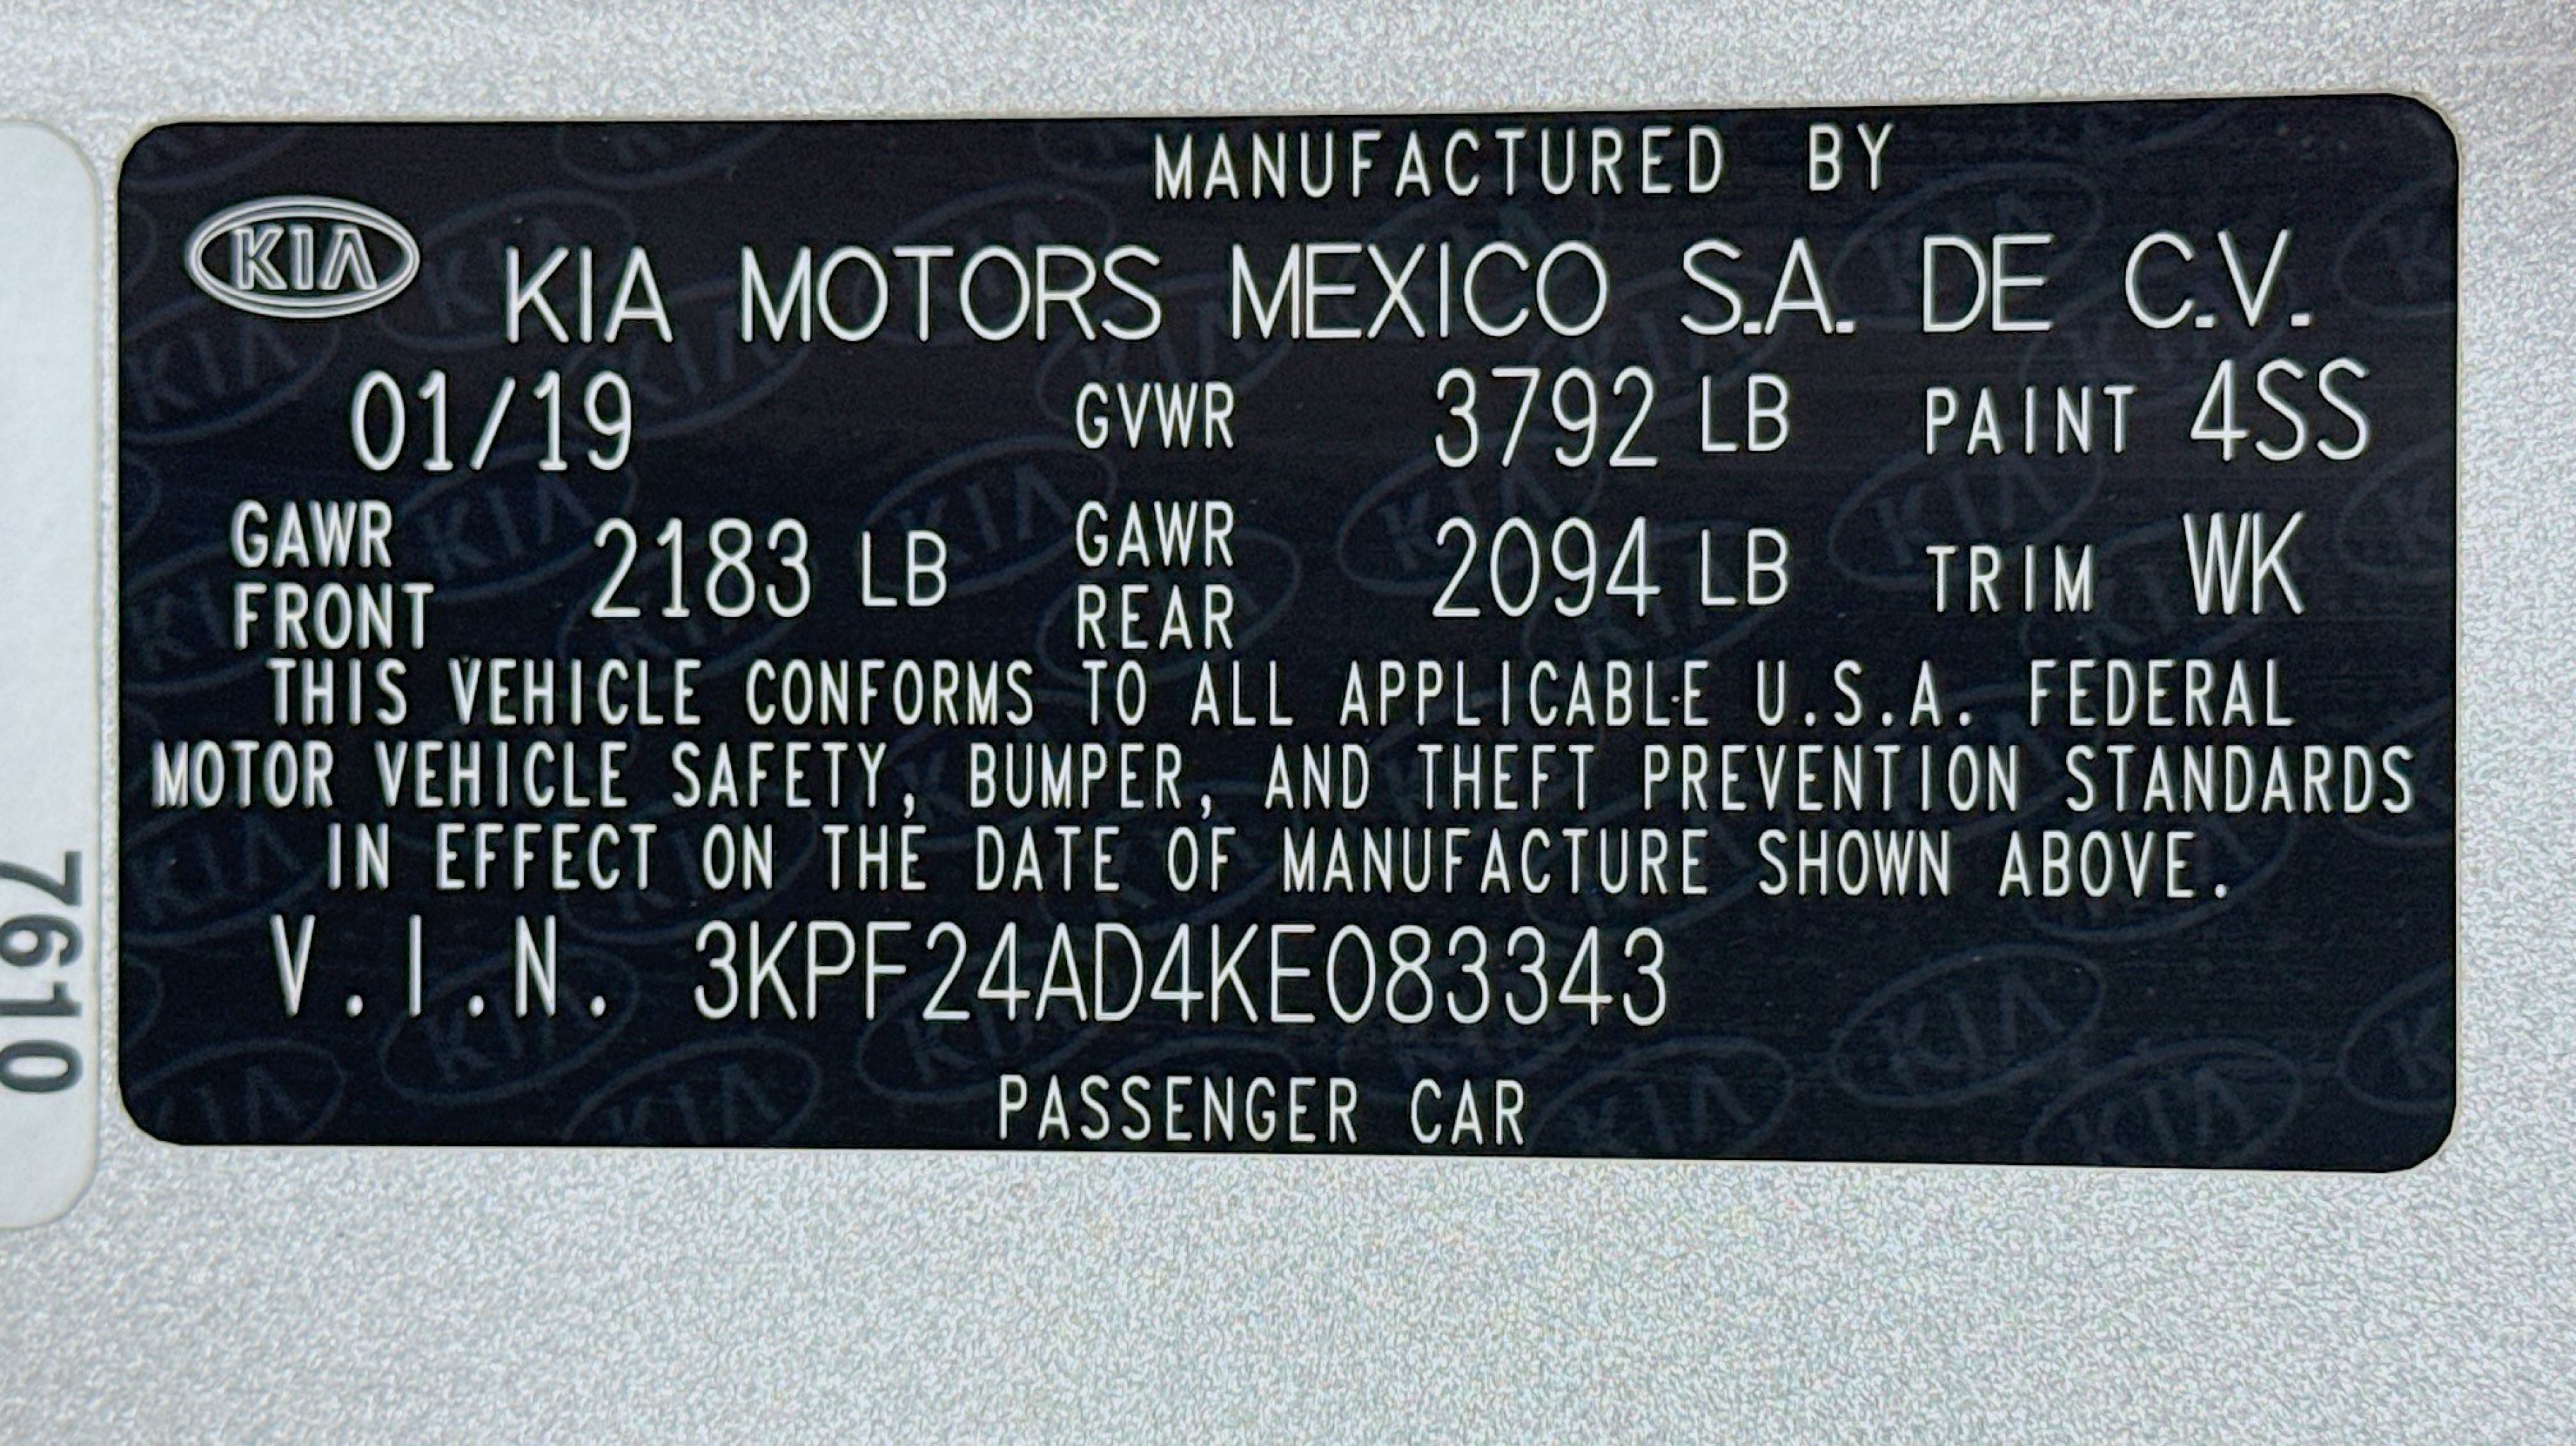 MANUFACTURED BY
KIA KIA MOTORS MEXICO S.A. DE C.V.
01/19 GVWR 3792 LB PAINT 4SS
GAWR FRONT 2183 LB GAWR REAR 2094 LB TRIM WK
THIS VEHICLE CONFORMS TO ALL APPLICABLE U.S.A. FEDERAL
MOTOR VEHICLE SAFETY, BUMPER, AND THEFT PREVENTION STANDARDS
IN EFFECT ON THE DATE OF MANUFACTURE SHOWN ABOVE.
V.I.N. 3KPF24AD4KE083343
PASSENGER CAR
7610